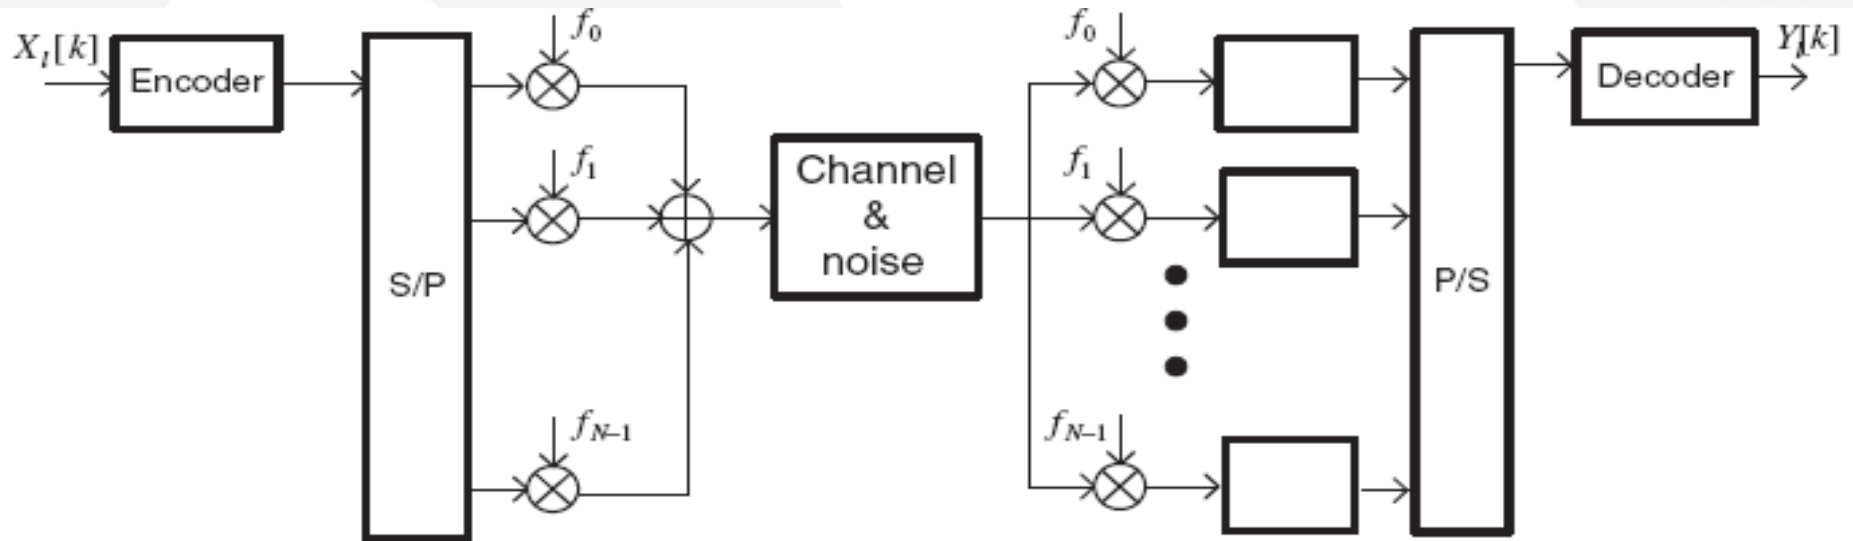 X_l[k]
Encoder
S/P
f_0
f_1
f_{N-1}
Channel
&
noise
f_0
f_1
f_{N-1}
P/S
Decoder
Y_l[k]